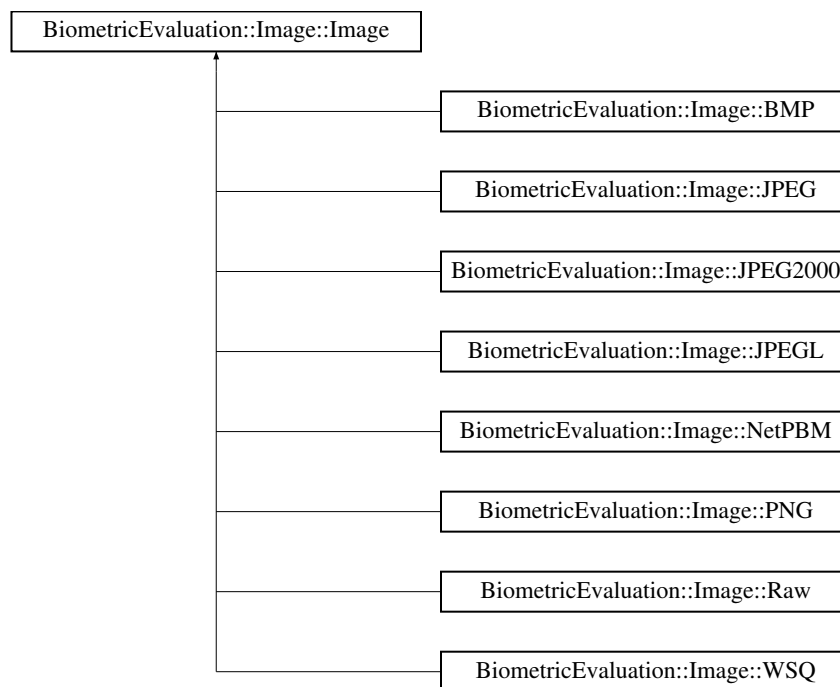 BiometricEvaluation::Image::Image
BiometricEvaluation::Image::BMP
BiometricEvaluation::Image::JPEG
BiometricEvaluation::Image::JPEG2000
BiometricEvaluation::Image::JPEGL
BiometricEvaluation::Image::NetPBM
BiometricEvaluation::Image::PNG
BiometricEvaluation::Image::Raw
BiometricEvaluation::Image::WSQ